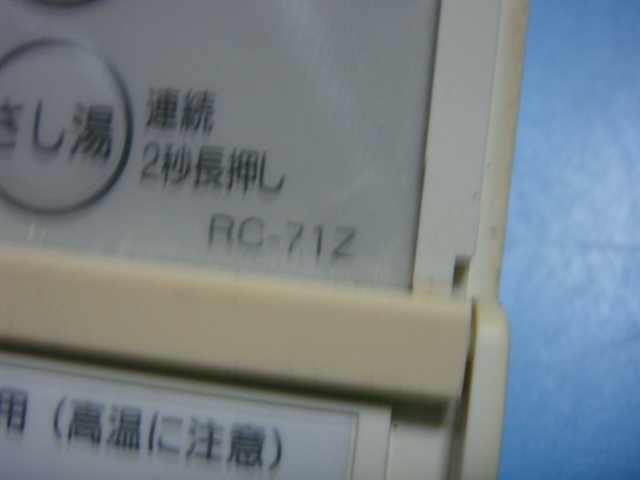 さし湯
連続
2秒長押し
RC-71Z
用(高温に注意)